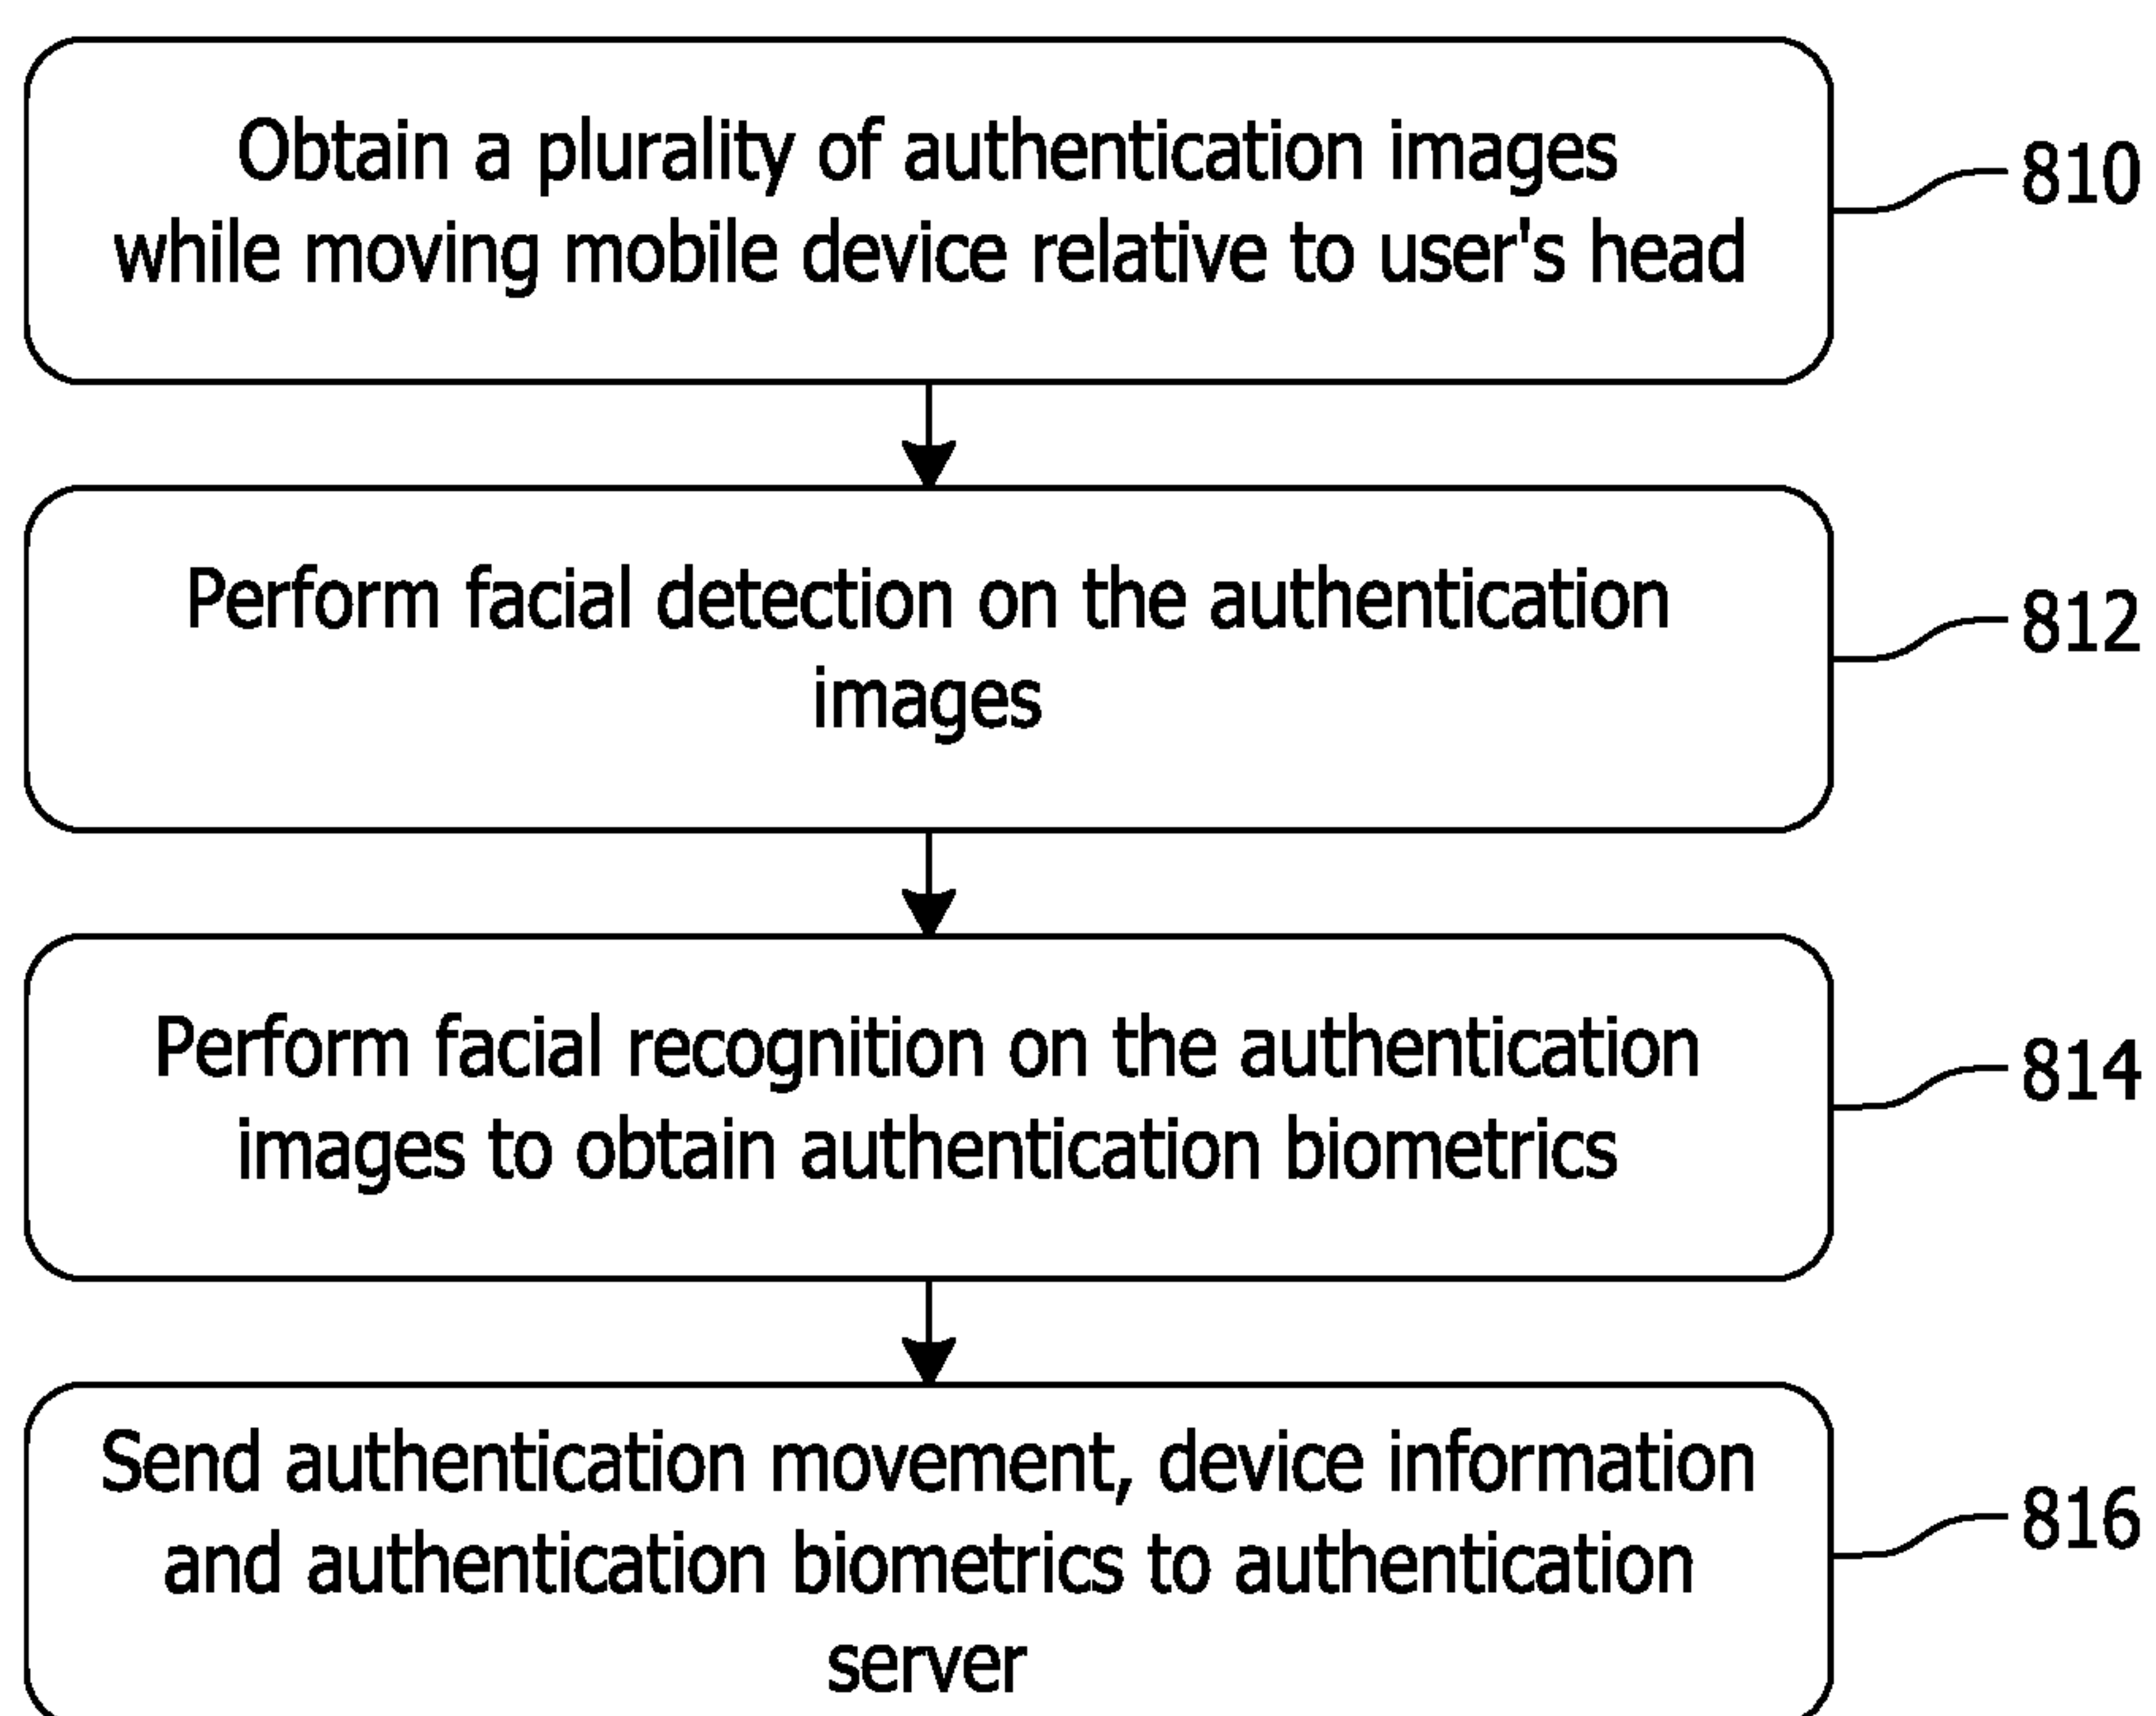 Obtain a plurality of authentication images
while moving mobile device relative to user's head
810
Perform facial detection on the authentication
images
812
Perform facial recognition on the authentication
images to obtain authentication biometrics
814
Send authentication movement, device information
and authentication biometrics to authentication
server
816